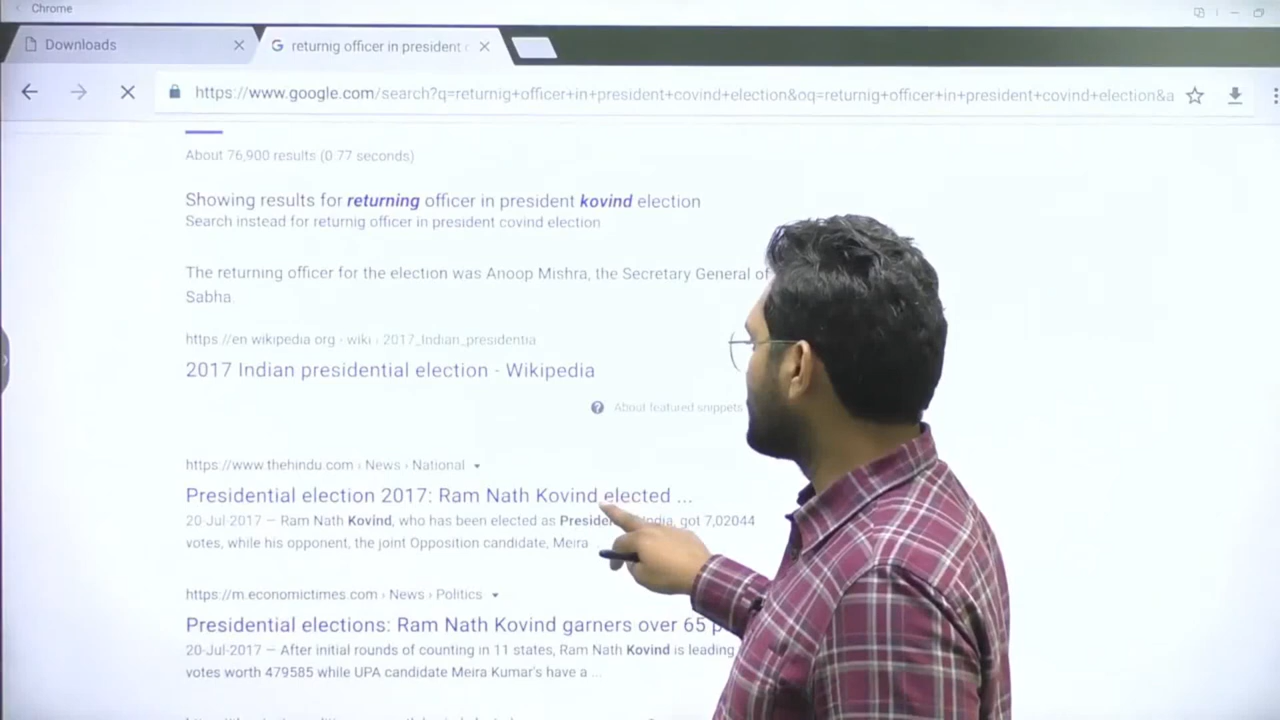 Chrome
Downloads
returnig officer in president c
https://www.google.com/search?q=returnig+officer+in+president+covind+election&oq=returnig+officer+in+president+covind+election&a
About 76,900 results (0.77 seconds)
Showing results for returning officer in president kovind election
Search instead for returnig officer in president covind election
The returning officer for the election was Anoop Mishra, the Secretary General of
Sabha.
https://en.wikipedia.org › wiki › 2017_Indian_presidentia
2017 Indian presidential election - Wikipedia
About featured snippets
https://www.thehindu.com › News › National
Presidential election 2017: Ram Nath Kovind elected ...
20-Jul-2017 — Ram Nath Kovind, who has been elected as Presiden India, got 7,02044
votes, while his opponent, the joint Opposition candidate, Meira
https://m.economictimes.com › News › Politics
Presidential elections: Ram Nath Kovind garners over 65 p
20-Jul-2017 — After initial rounds of counting in 11 states, Ram Nath Kovind is leading
votes worth 479585 while UPA candidate Meira Kumar's have a ...